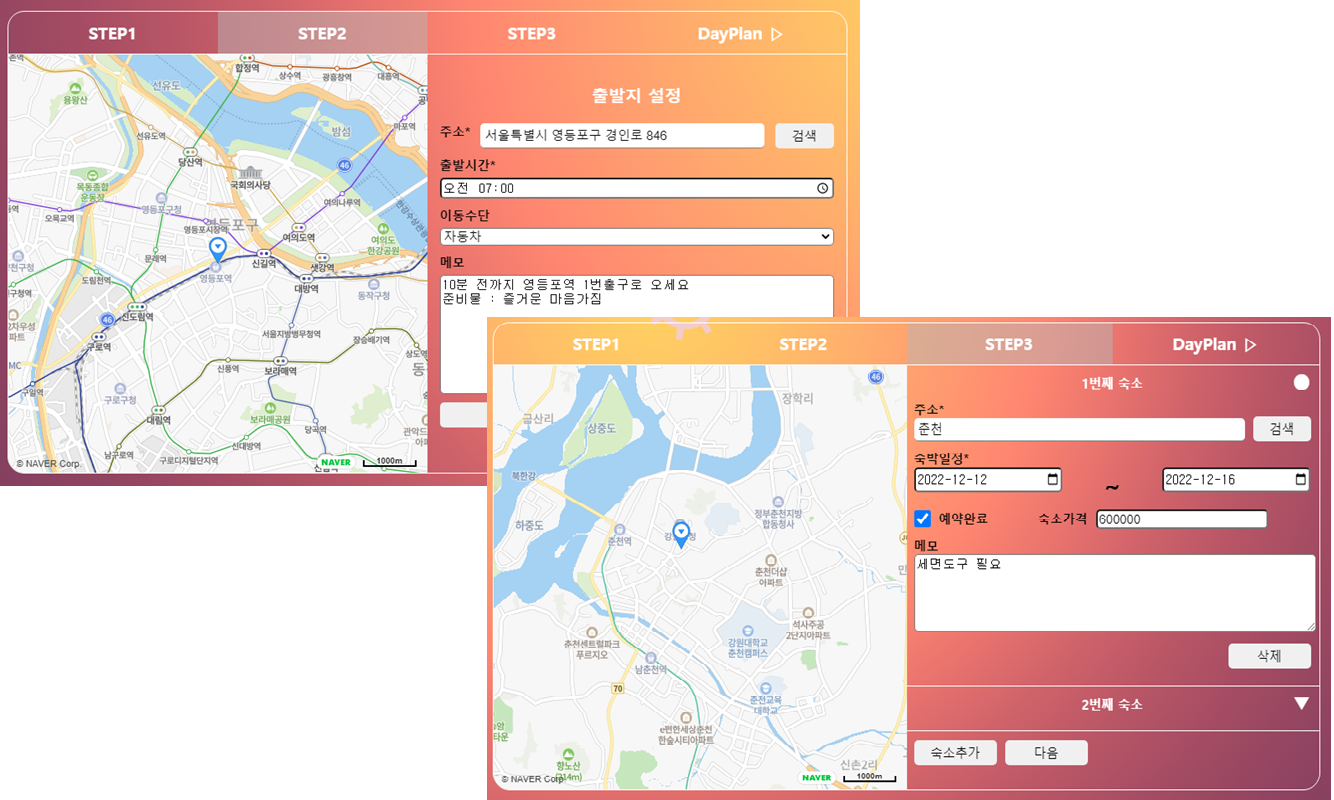 STEP1 STEP2 STEP3 DayPlan ▷
합정역
상수역
광흥창역
대흥역
선유도
용왕산
밤섬
마포역
선유도역
당산역
46
국회의사당
목동종합
운동장
영등포구청
여의나루역
오목교역
영등포시장역
영등포구
여의도역
여의도
한강공원
문래역
신길역
샛강역
영등포역
도림천역
대방역
동작구청
신도림역
46
서울지방병무청역
장승배기역
구로역
신풍역
보라매역
상도역
구일역
구로구청
대림역
보라매공원
당곡역
신대방역
남구로역
구로디지털단지역
© NAVER Corp.
NAVER
1000m
출발지 설정
주소* 서울특별시 영등포구 경인로 846 검색
출발시간*
오전 07:00
이동수단
자동차
메모
10분 전까지 영등포역 1번출구로 오세요
준비물 : 즐거운 마음가짐
STEP1 STEP2 STEP3 DayPlan ▷
46
장학리
금산리
상중도
북한강
정부춘천지방
합동청사
하중도
춘천역
춘천더샵
아파트
석사주공
2단지아파트
춘천센트럴파크
푸르지오
강원대학교
춘천캠퍼스
남춘천역
70
춘천교육
대학교
e편한세상춘천
한숲시티아파트
향노산
신촌2리
© NAVER Corp.
NAVER
1000m
1번째 숙소
주소*
춘천 검색
숙박일정*
2022-12-12 ~ 2022-12-16
예약완료 숙소가격 600000
메모
세면도구 필요
삭제
2번째 숙소
숙소추가 다음